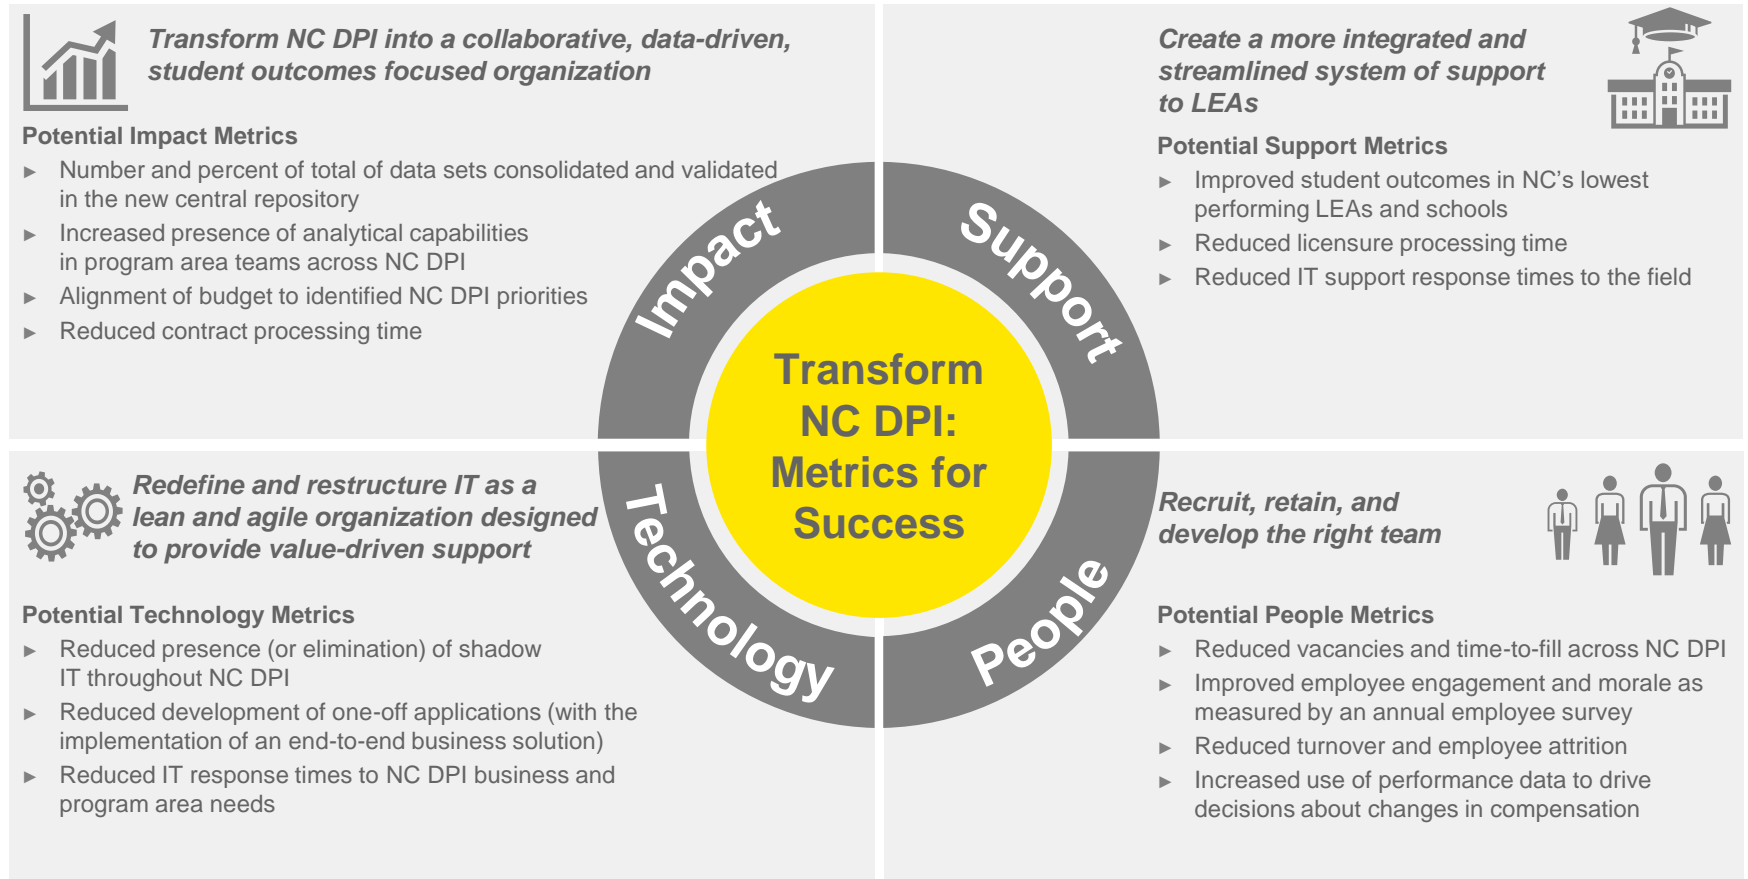 Transform NC DPI into a collaborative, data-driven,
student outcomes focused organization
Potential Impact Metrics
► Number and percent of total of data sets consolidated and validated
in the new central repository
► Increased presence of analytical capabilities
in program area teams across NC DPI
► Alignment of budget to identified NC DPI priorities
► Reduced contract processing time
Create a more integrated and
streamlined system of support
to LEAs
Potential Support Metrics
► Improved student outcomes in NC’s lowest
performing LEAs and schools
► Reduced licensure processing time
► Reduced IT support response times to the field
Impact
Support
Transform
NC DPI:
Metrics for
Success
Technology
People
Redefine and restructure IT as a
lean and agile organization designed
to provide value-driven support
Potential Technology Metrics
► Reduced presence (or elimination) of shadow
IT throughout NC DPI
► Reduced development of one-off applications (with the
implementation of an end-to-end business solution)
► Reduced IT response times to NC DPI business and
program area needs
Recruit, retain, and
develop the right team
Potential People Metrics
► Reduced vacancies and time-to-fill across NC DPI
► Improved employee engagement and morale as
measured by an annual employee survey
► Reduced turnover and employee attrition
► Increased use of performance data to drive
decisions about changes in compensation